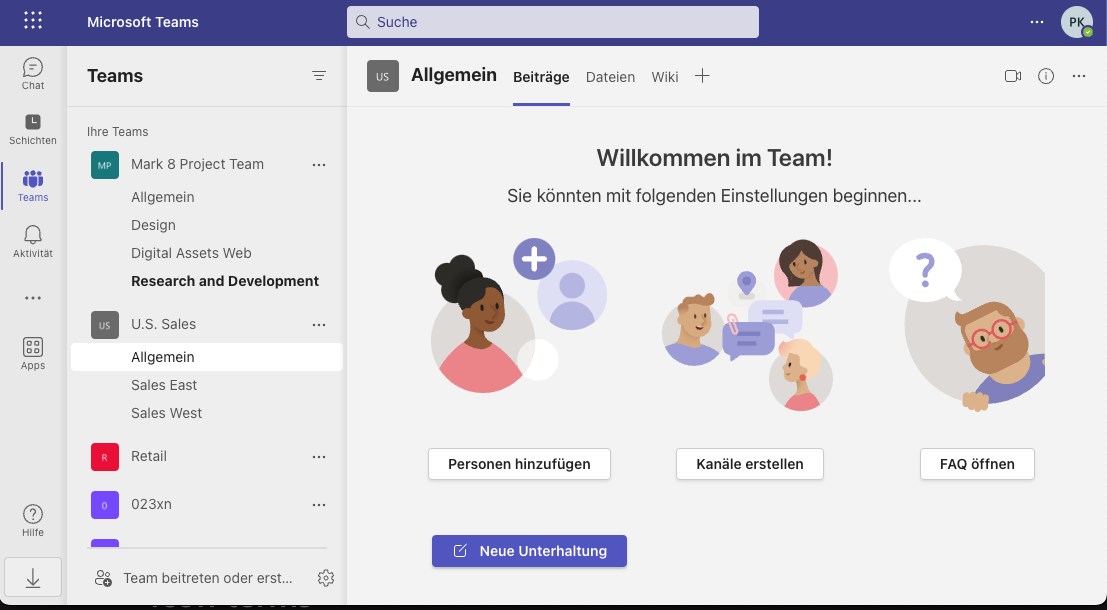 Microsoft Teams
Suche
PK
Chat
Schichten
Teams
Aktivität
Apps
Hilfe
Teams
Ihre Teams
MP
Mark 8 Project Team
Allgemein
Design
Digital Assets Web
Research and Development
US
U.S. Sales
Allgemein
Sales East
Sales West
R
Retail
0
023xn
Team beitreten oder erst...
US
Allgemein
Beiträge
Dateien
Wiki
Willkommen im Team!
Sie könnten mit folgenden Einstellungen beginnen...
?
Personen hinzufügen
Kanäle erstellen
FAQ öffnen
Neue Unterhaltung